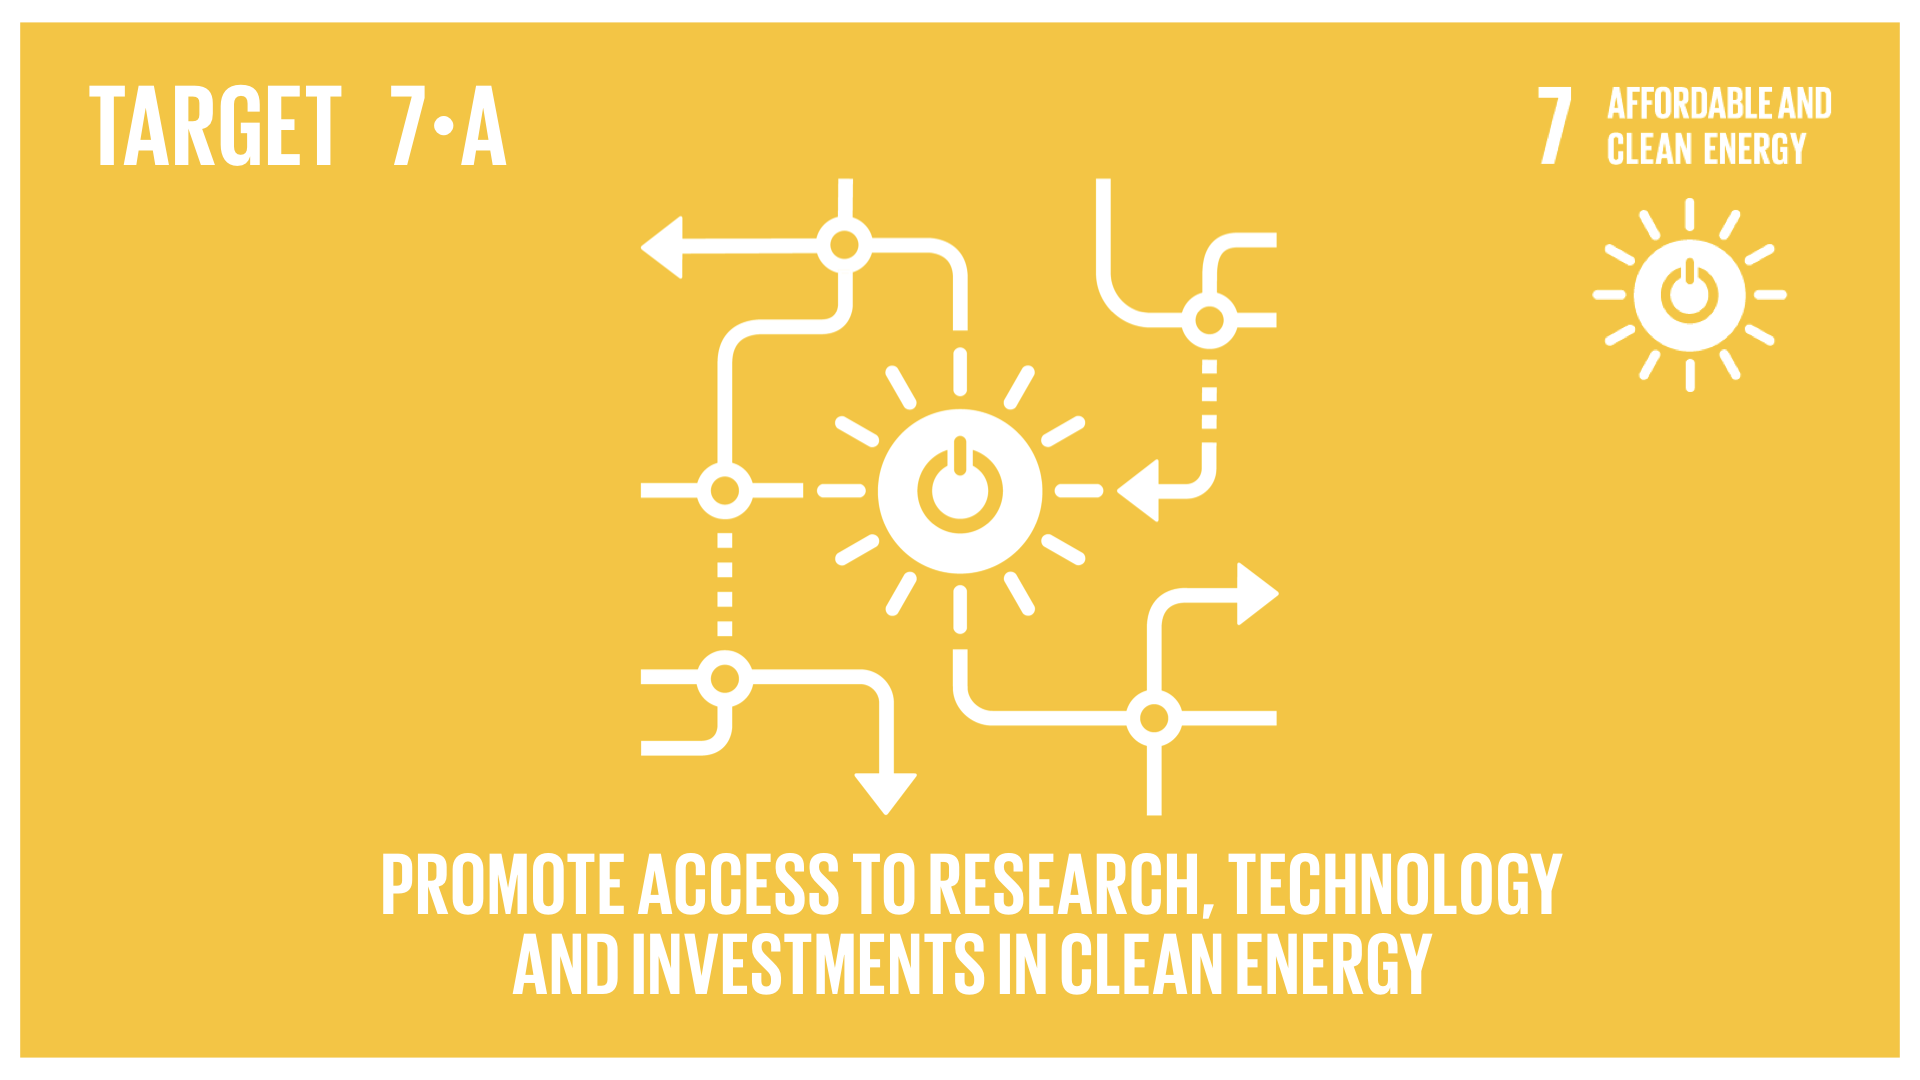 TARGET 7•A
7 AFFORDABLE AND
CLEAN ENERGY
PROMOTE ACCESS TO RESEARCH, TECHNOLOGY
AND INVESTMENTS IN CLEAN ENERGY